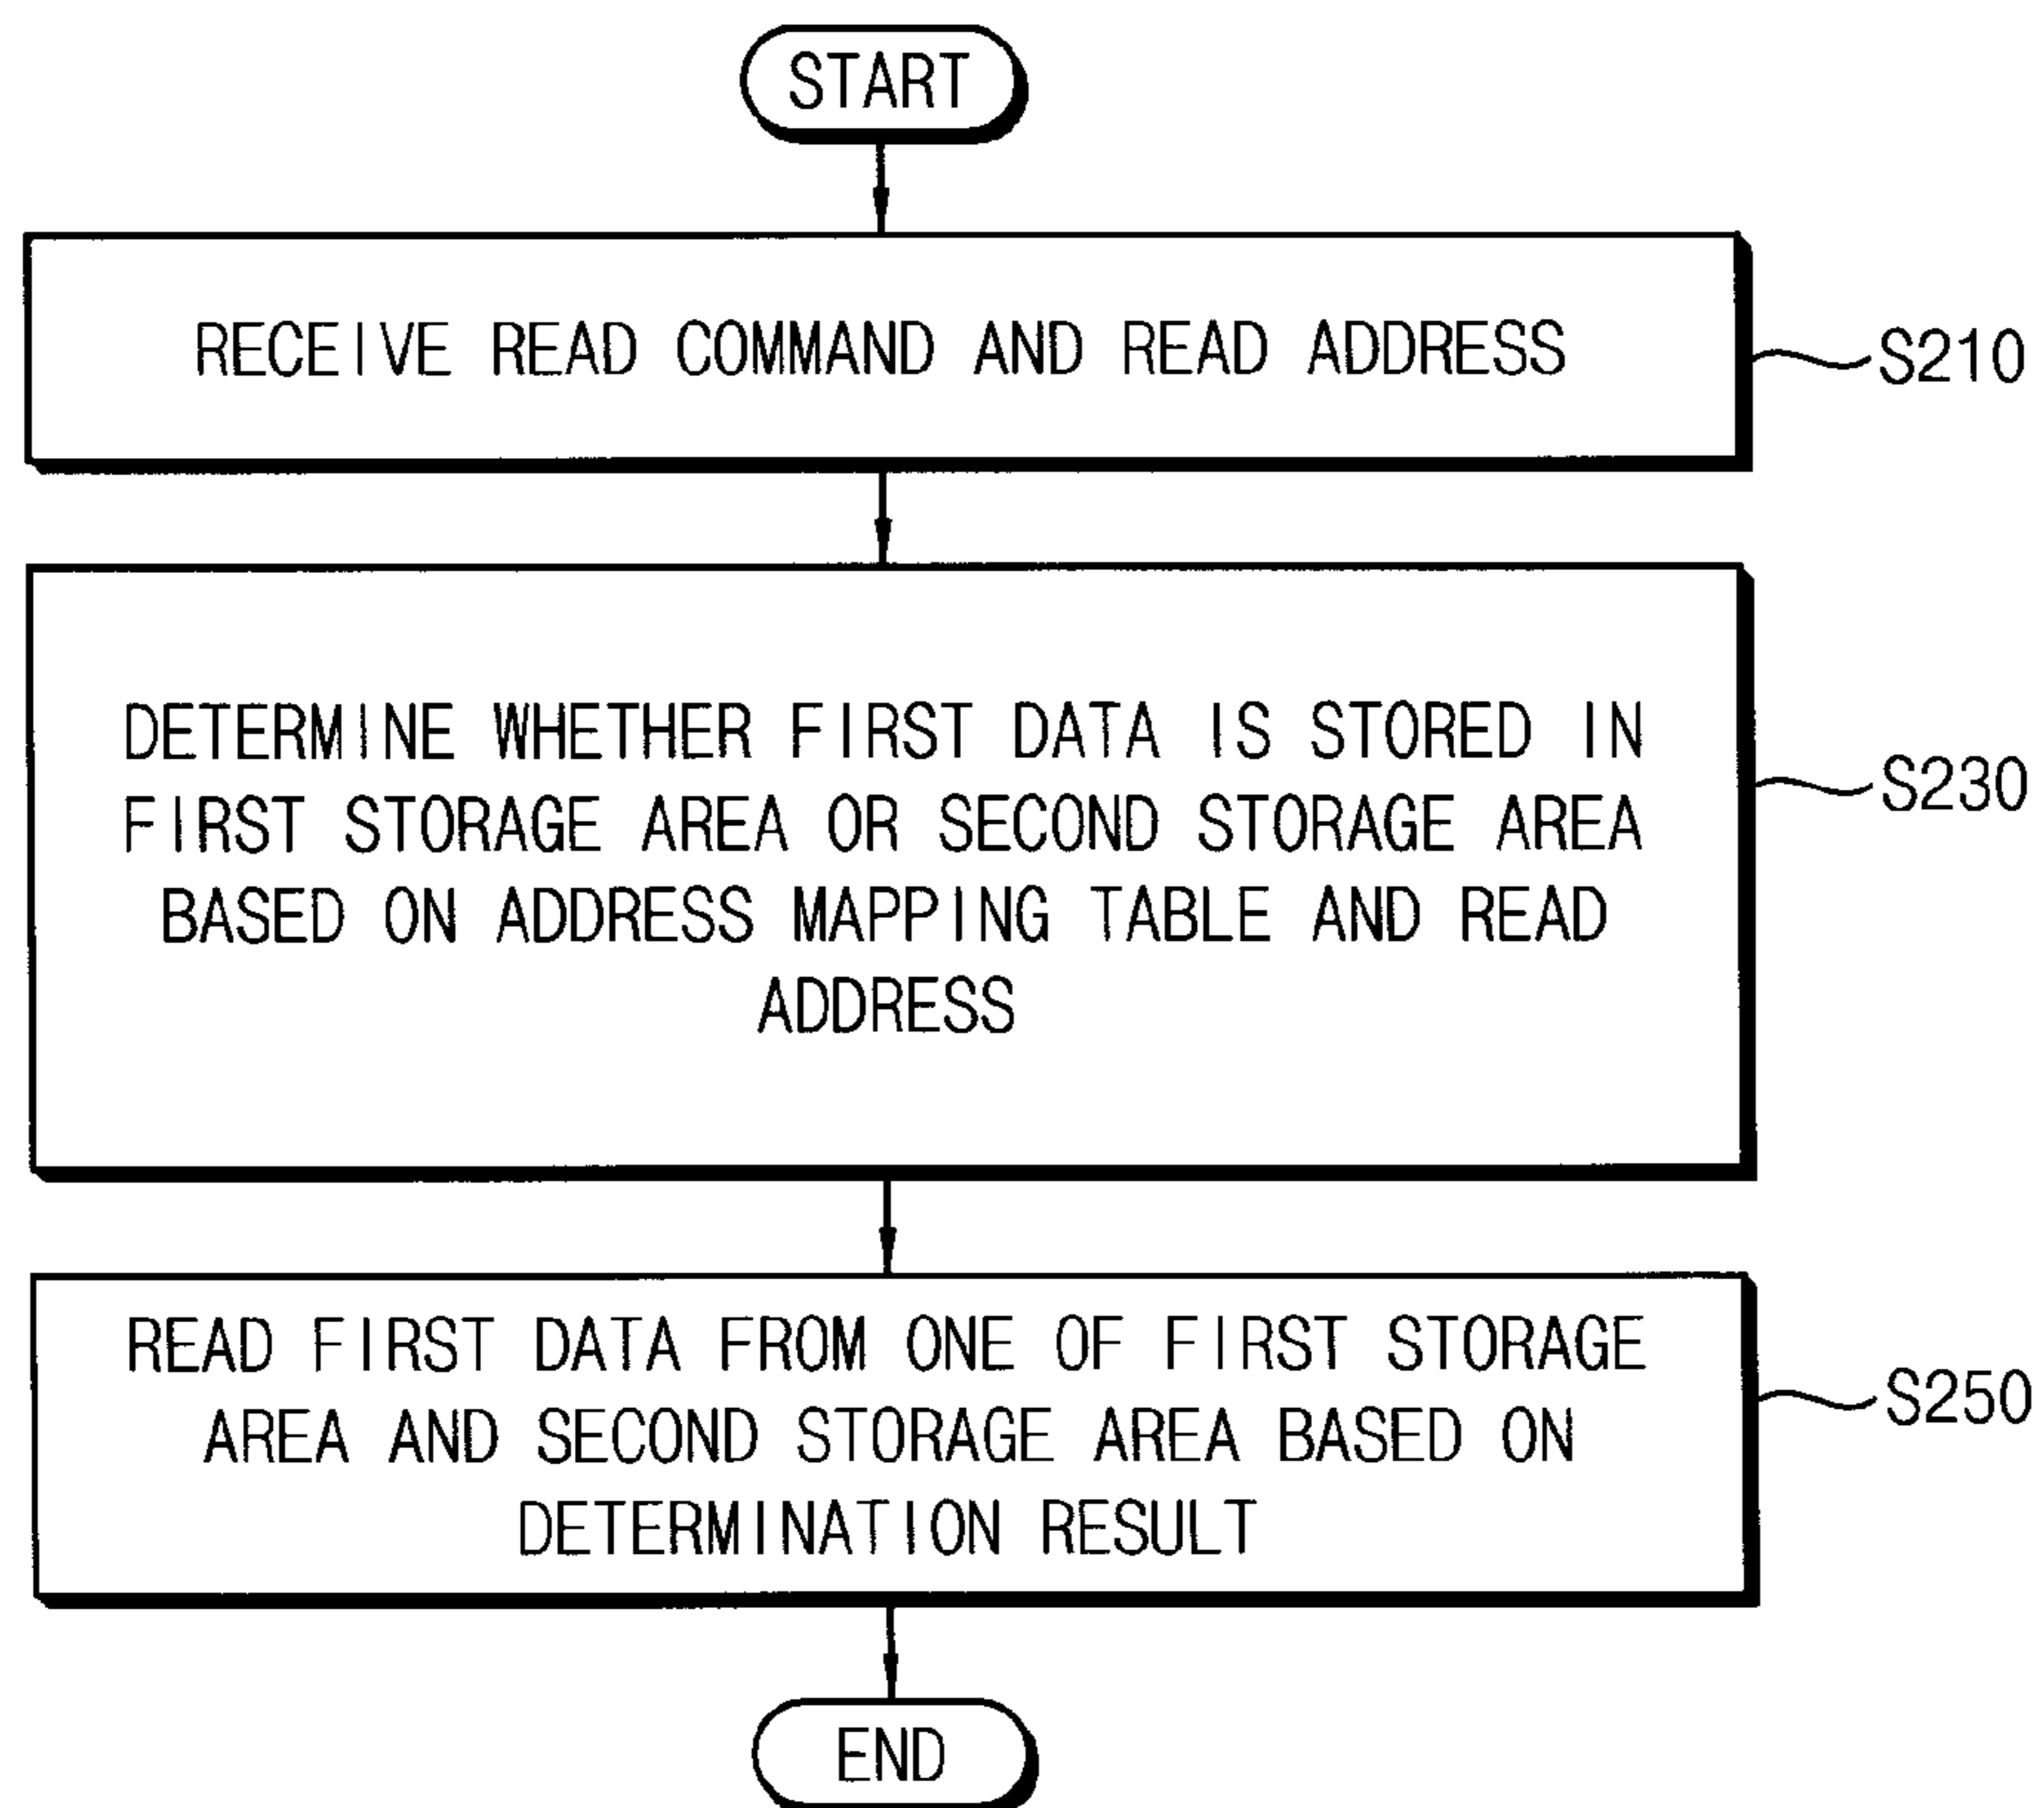 START
RECEIVE READ COMMAND AND READ ADDRESS
S210
DETERMINE WHETHER FIRST DATA IS STORED IN
FIRST STORAGE AREA OR SECOND STORAGE AREA
BASED ON ADDRESS MAPPING TABLE AND READ
ADDRESS
S230
READ FIRST DATA FROM ONE OF FIRST STORAGE
AREA AND SECOND STORAGE AREA BASED ON
DETERMINATION RESULT
S250
END